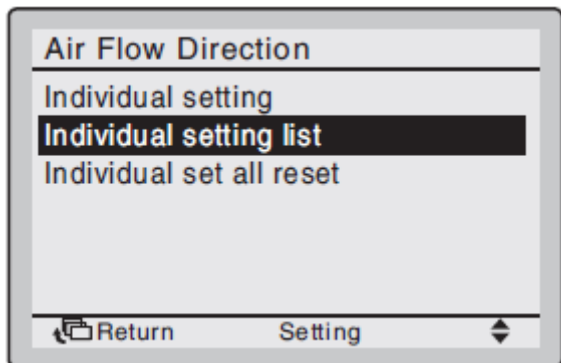 Air Flow Direction
Individual setting
Individual setting list
Individual set all reset
Return Setting